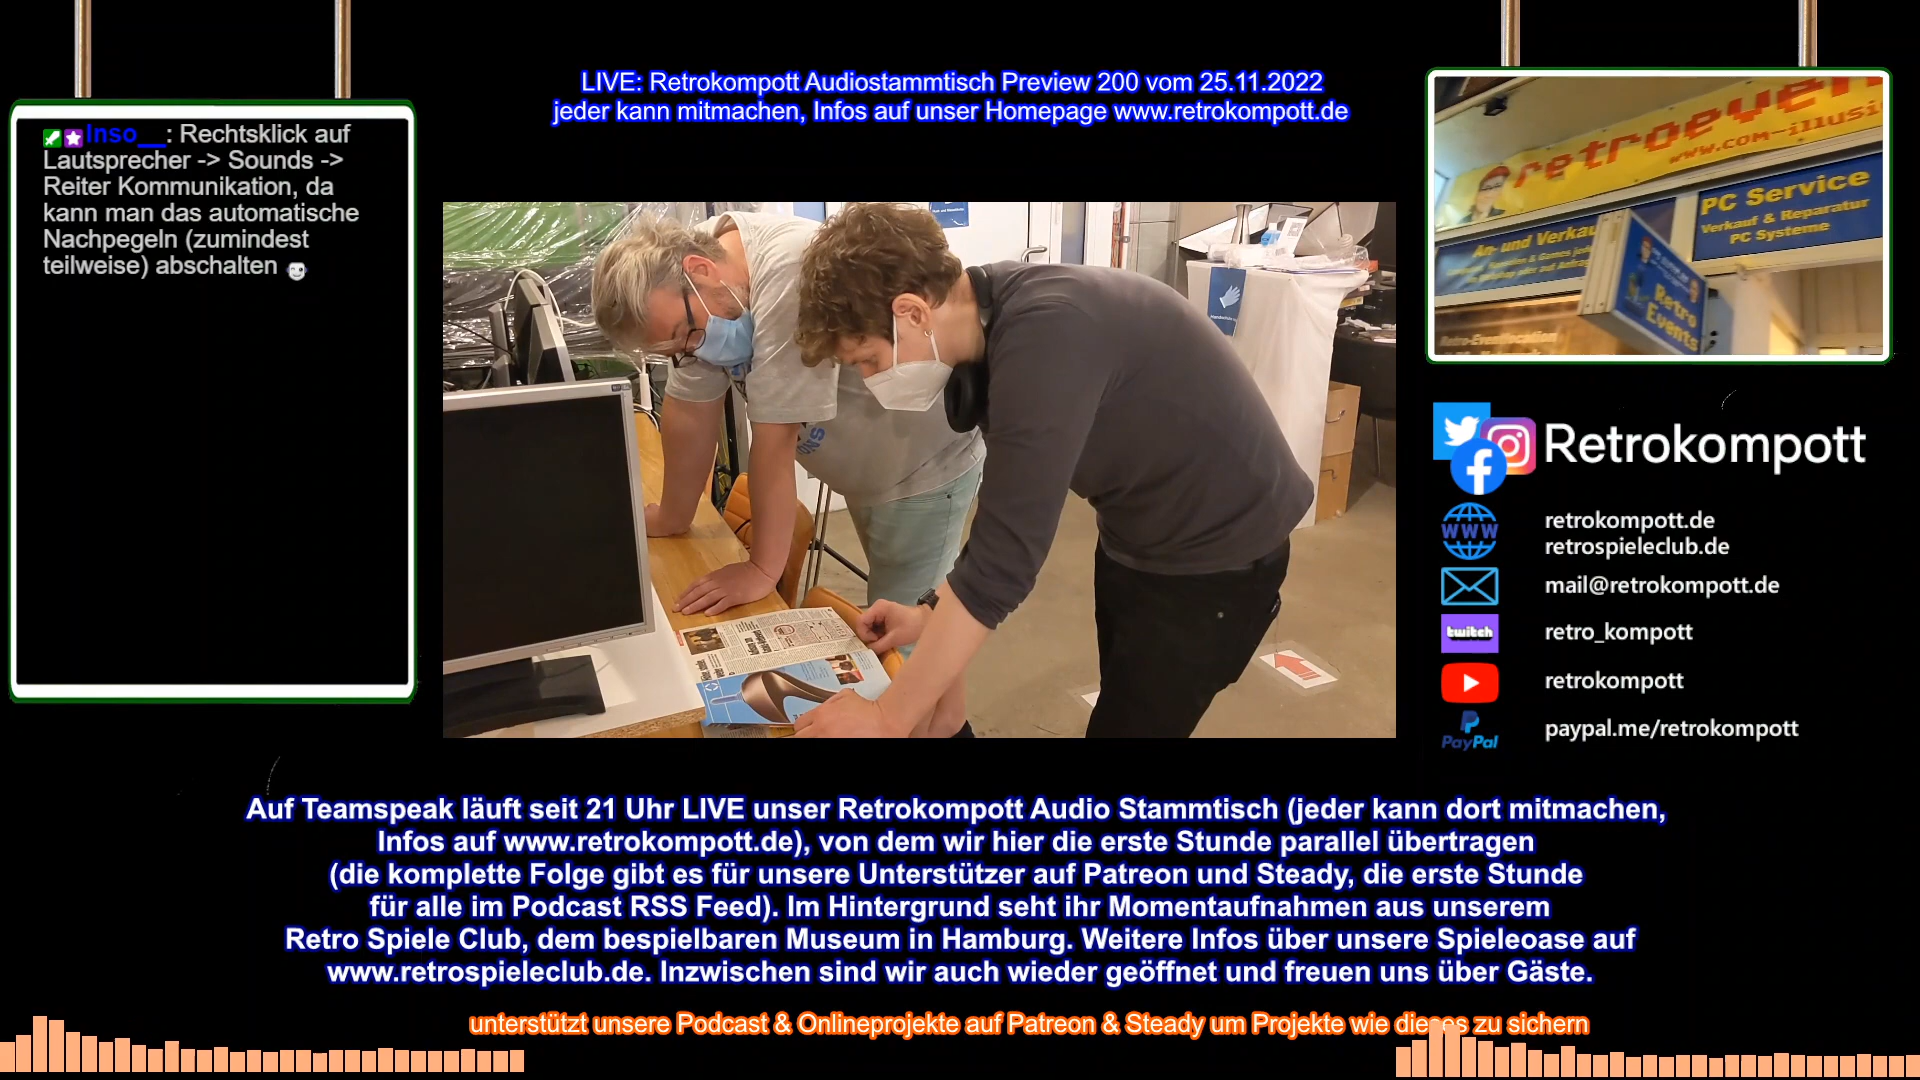 LIVE: Retrokompott Audiostammtisch Preview 200 vom 25.11.2022
jeder kann mitmachen, Infos auf unser Homepage www.retrokompott.de
Inso__: Rechtsklick auf
Lautsprecher -> Sounds ->
Reiter Kommunikation, da
kann man das automatische
Nachpegeln (zumindest
teilweise) abschalten
retroeven
www.com-illusi
PC Service
Verkauf & Reparatur
PC Systeme
An- und Verkau
Retro
Events
Retrokompott
www
retrokompott.de
retrospieleclub.de
mail@retrokompott.de
twitch
retro_kompott
retrokompott
PayPal
paypal.me/retrokompott
Auf Teamspeak läuft seit 21 Uhr LIVE unser Retrokompott Audio Stammtisch (jeder kann dort mitmachen,
Infos auf www.retrokompott.de), von dem wir hier die erste Stunde parallel übertragen
(die komplette Folge gibt es für unsere Unterstützer auf Patreon und Steady, die erste Stunde
für alle im Podcast RSS Feed). Im Hintergrund seht ihr Momentaufnahmen aus unserem
Retro Spiele Club, dem bespielbaren Museum in Hamburg. Weitere Infos über unsere Spieleoase auf
www.retrospieleclub.de. Inzwischen sind wir auch wieder geöffnet und freuen uns über Gäste.
unterstützt unsere Podcast & Onlineprojekte auf Patreon & Steady um Projekte wie dieses zu sichern